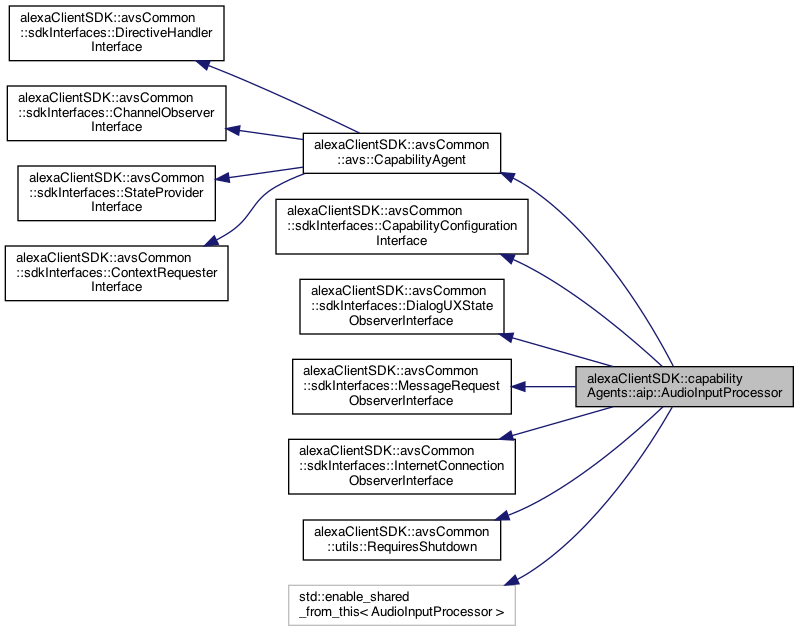 alexaClientSDK::avsCommon
::sdkInterfaces::DirectiveHandler
Interface
alexaClientSDK::avsCommon
::sdkInterfaces::ChannelObserver
Interface
alexaClientSDK::avsCommon
::sdkInterfaces::StateProvider
Interface
alexaClientSDK::avsCommon
::sdkInterfaces::ContextRequester
Interface
alexaClientSDK::avsCommon
::avs::CapabilityAgent
alexaClientSDK::avsCommon
::sdkInterfaces::CapabilityConfiguration
Interface
alexaClientSDK::avsCommon
::sdkInterfaces::DialogUXState
ObserverInterface
alexaClientSDK::avsCommon
::sdkInterfaces::MessageRequest
ObserverInterface
alexaClientSDK::avsCommon
::sdkInterfaces::InternetConnection
ObserverInterface
alexaClientSDK::avsCommon
::utils::RequiresShutdown
std::enable_shared
_from_this< AudioInputProcessor >
alexaClientSDK::capability
Agents::aip::AudioInputProcessor